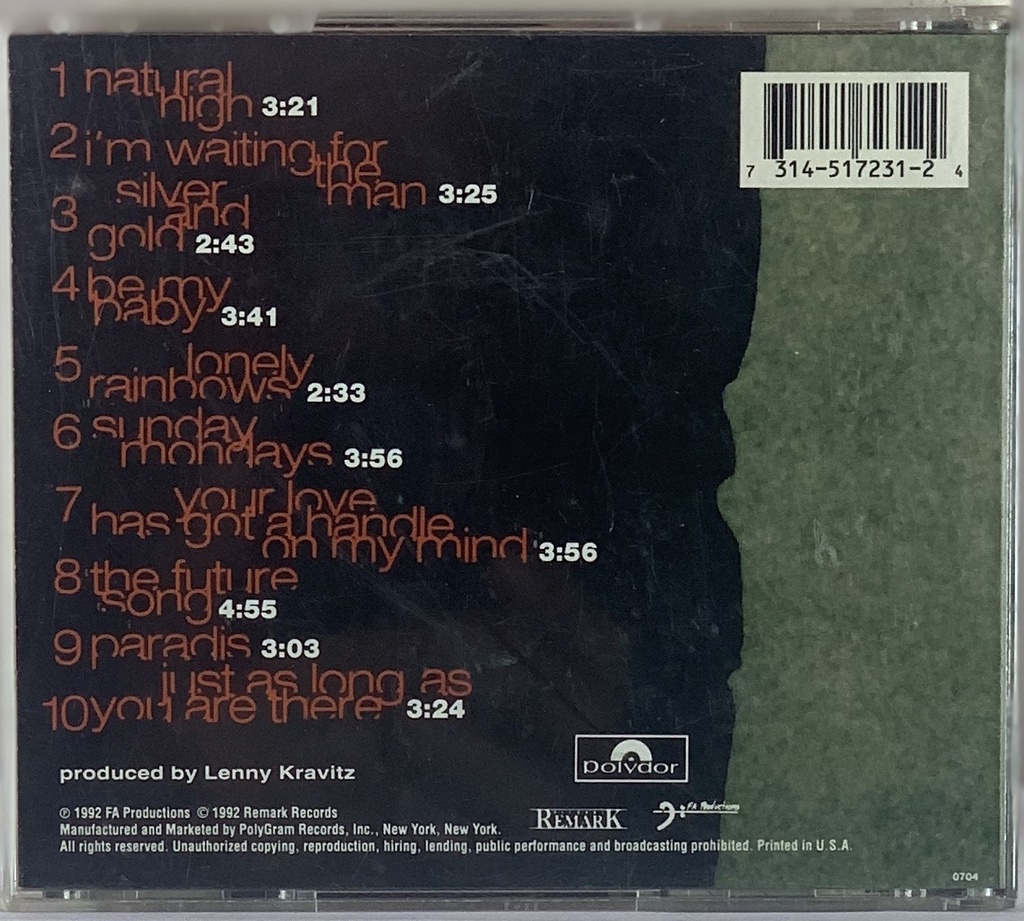 1 natural
high 3:21
2 i'm waiting for
the
man 3:25
3 silver
and
gold 2:43
4 be my
baby 3:41
5 lonely
rainbows 2:33
6 sunday
mondays 3:56
7 your love
has got a handle
on my mind 3:56
8 the future
song 4:55
9 paradis 3:03
just as long as
10 you are there 3:24
7 314-517231-2 4
produced by Lenny Kravitz
polydor
℗ 1992 FA Productions © 1992 Remark Records
REMARK
FA Productions
Manufactured and Marketed by PolyGram Records, Inc., New York, New York.
All rights reserved. Unauthorized copying, reproduction, hiring, lending, public performance and broadcasting prohibited. Printed in U.S.A.
0704